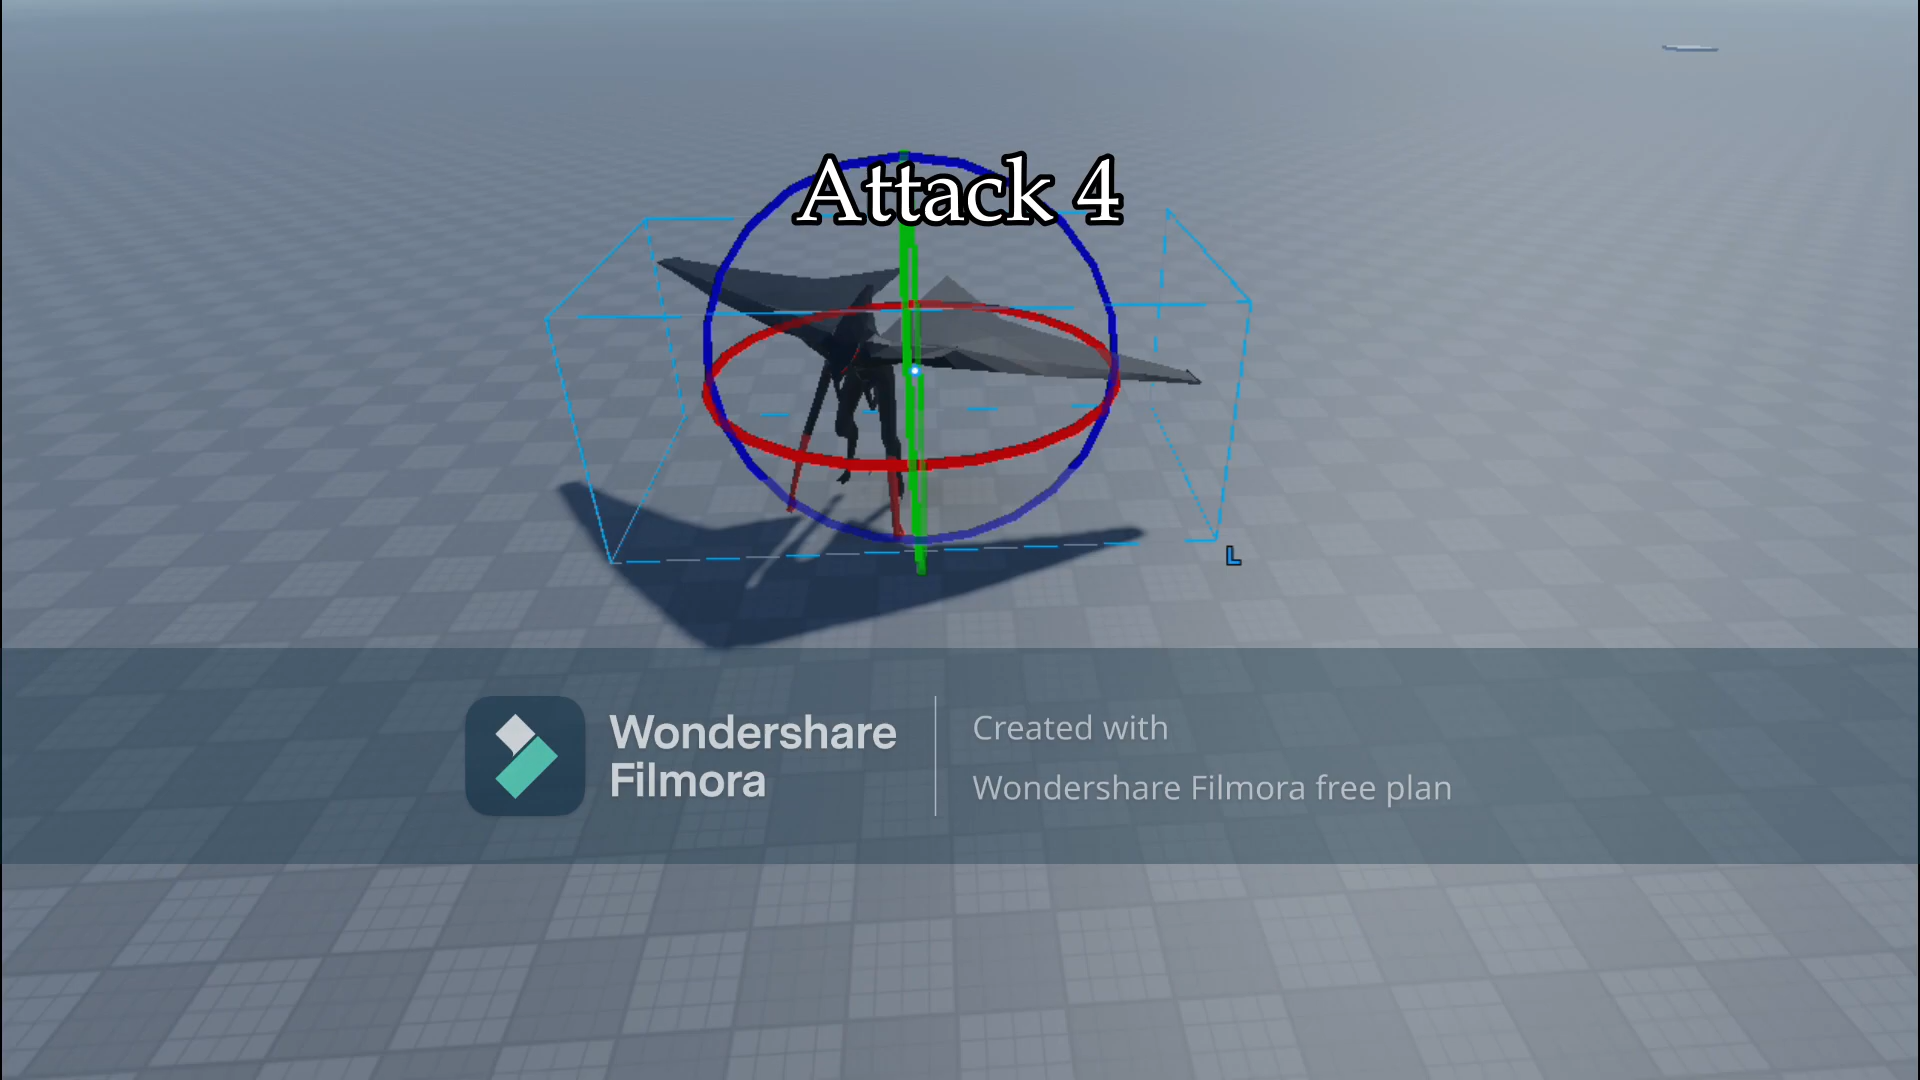 Attack 4
L
Wondershare
Filmora
Created with
Wondershare Filmora free plan